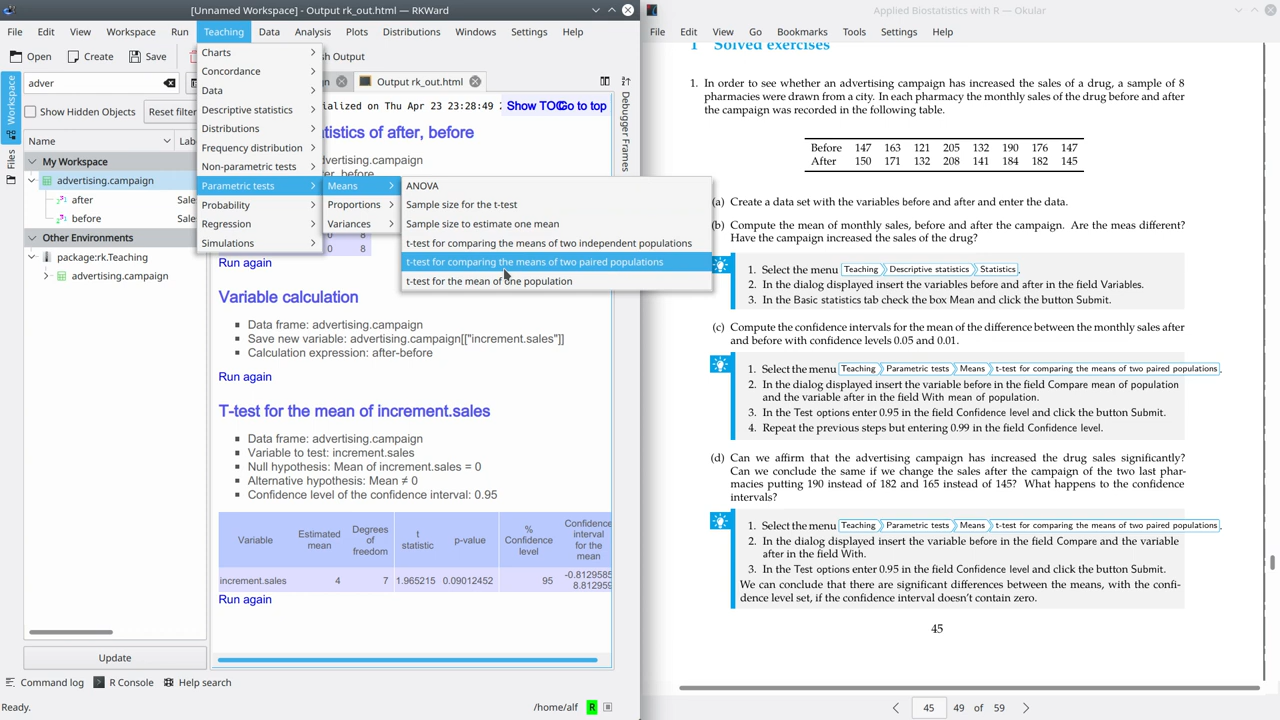 [Unnamed Workspace] - Output rk_out.html — RKWard
File Edit View Workspace Run Teaching Data Analysis Plots Distributions Windows Settings Help
Open Create Save
Output
adver
Output rk_out.html
Show Hidden Objects Reset filter
Name
My Workspace
advertising.campaign
after
before
Other Environments
package:rk.Teaching
advertising.campaign
Update
Workspace
Files
Debugger Frames
Charts
Concordance
Data
Descriptive statistics
Distributions
Frequency distribution
Non-parametric tests
Parametric tests
Probability
Regression
Simulations
Means
Proportions
Variances
ANOVA
Sample size for the t-test
Sample size to estimate one mean
t-test for comparing the means of two independent populations
t-test for comparing the means of two paired populations
t-test for the mean of one population
on Thu Apr 23 23:28:49
Show TOC Go to top
of after, before
0 8
Run again
Variable calculation
Data frame: advertising.campaign
Save new variable: advertising.campaign[["increment.sales"]]
Calculation expression: after-before
Run again
T-test for the mean of increment.sales
Data frame: advertising.campaign
Variable to test: increment.sales
Null hypothesis: Mean of increment.sales = 0
Alternative hypothesis: Mean ≠ 0
Confidence level of the confidence interval: 0.95
Variable Estimated mean Degrees of freedom t statistic p-value % Confidence level Confidence interval for the mean
increment.sales 4 7 1.965215 0.09012452 95 -0.8129585
8.812959
Run again
Command log R Console Help search
Ready. /home/alf R
Applied Biostatistics with R — Okular
File Edit View Go Bookmarks Tools Settings Help
1 Solved exercises
1. In order to see whether an advertising campaign has increased the sales of a drug, a sample of 8
pharmacies were drawn from a city. In each pharmacy the monthly sales of the drug before and after
the campaign was recorded in the following table.
Before 147 163 121 205 132 190 176 147
After 150 171 132 208 141 184 182 145
(a) Create a data set with the variables before and after and enter the data.
(b) Compute the mean of monthly sales, before and after the campaign. Are the meas different?
Have the campaign increased the sales of the drug?
1. Select the menu Teaching Descriptive statistics Statistics.
2. In the dialog displayed insert the variables before and after in the field Variables.
3. In the Basic statistics tab check the box Mean and click the button Submit.
(c) Compute the confidence intervals for the mean of the difference between the monthly sales after
and before with confidence levels 0.05 and 0.01.
1. Select the menu Teaching Parametric tests Means t-test for comparing the means of two paired populations.
2. In the dialog displayed insert the variable before in the field Compare mean of population
and the variable after in the field With mean of population.
3. In the Test options enter 0.95 in the field Confidence level and click the button Submit.
4. Repeat the previous steps but entering 0.99 in the field Confidence level.
(d) Can we affirm that the advertising campaign has increased the drug sales significantly?
Can we conclude the same if we change the sales after the campaign of the two last phar-
macies putting 190 instead of 182 and 165 instead of 145? What happens to the confidence
intervals?
1. Select the menu Teaching Parametric tests Means t-test for comparing the means of two paired populations.
2. In the dialog displayed insert the variable before in the field Compare and the variable
after in the field With.
3. In the Test options enter 0.95 in the field Confidence level and click the button Submit.
We can conclude that there are significant differences between the means, with the confi-
dence level set, if the confidence interval doesn't contain zero.
45
45 49 of 59